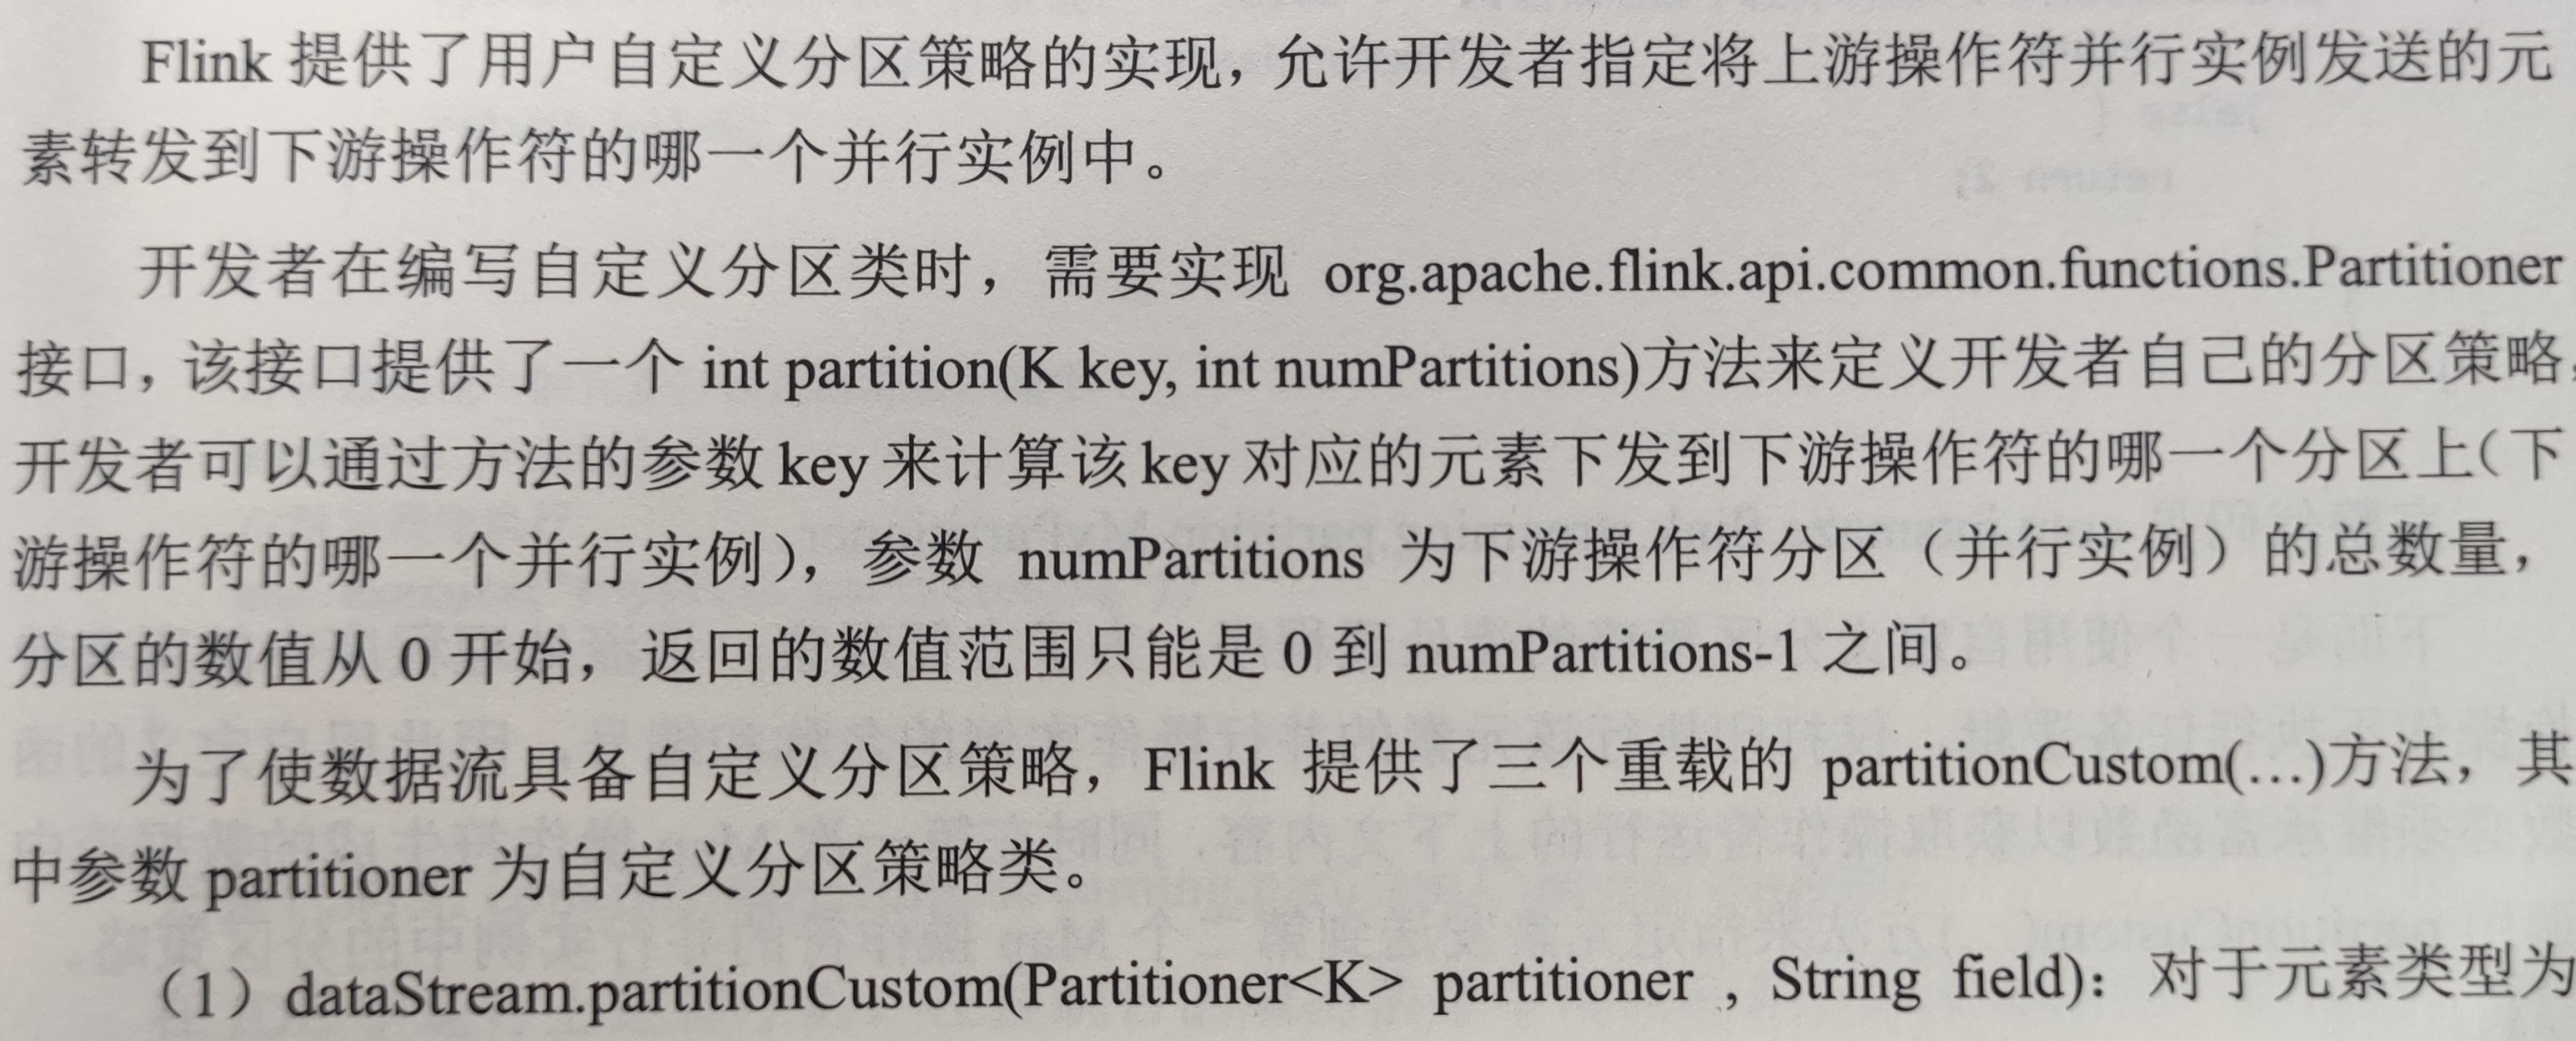 Flink 提供了用户自定义分区策略的实现，允许开发者指定将上游操作符并行实例发送的元
素转发到下游操作符的哪一个并行实例中。
开发者在编写自定义分区类时，需要实现 org.apache.flink.api.common.functions.Partitioner
接口，该接口提供了一个 int partition(K key, int numPartitions)方法来定义开发者自己的分区策略，
开发者可以通过方法的参数 key 来计算该 key 对应的元素下发到下游操作符的哪一个分区上（下
游操作符的哪一个并行实例），参数 numPartitions 为下游操作符分区（并行实例）的总数量，
分区的数值从 0 开始，返回的数值范围只能是 0 到 numPartitions-1 之间。
为了使数据流具备自定义分区策略，Flink 提供了三个重载的 partitionCustom(…)方法，其
中参数 partitioner 为自定义分区策略类。
（1）dataStream.partitionCustom(Partitioner<K> partitioner , String field)：对于元素类型为